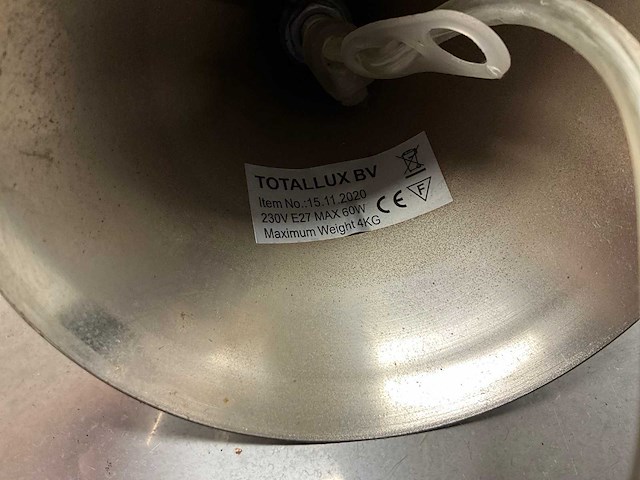 TOTALLUX BV
Item No.:15.11.2020
230V E27 MAX 60W
Maximum Weight 4KG
CE F